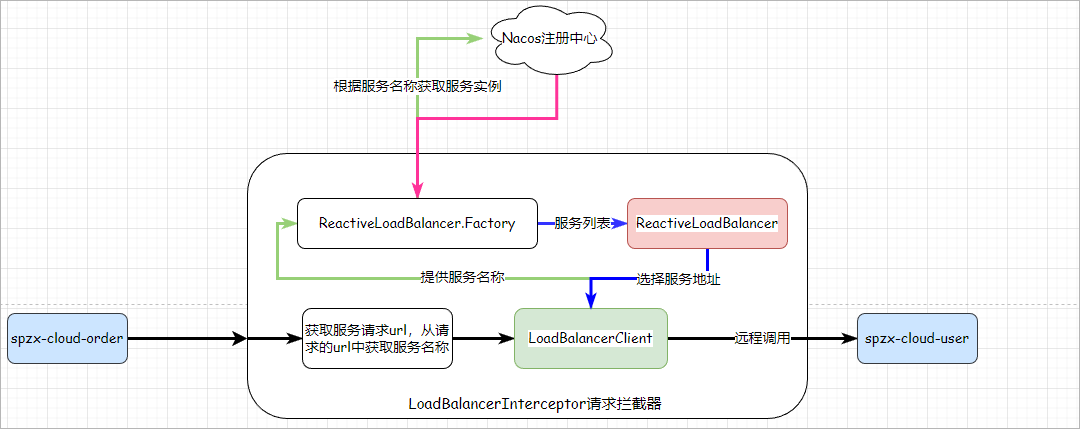 Nacos注册中心
根据服务名称获取服务实例
ReactiveLoadBalancer.Factory
服务列表
ReactiveLoadBalancer
提供服务名称
选择服务地址
spzx-cloud-order
获取服务请求url，从请
求的url中获取服务名称
LoadBalancerClient
远程调用
spzx-cloud-user
LoadBalancerInterceptor请求拦截器